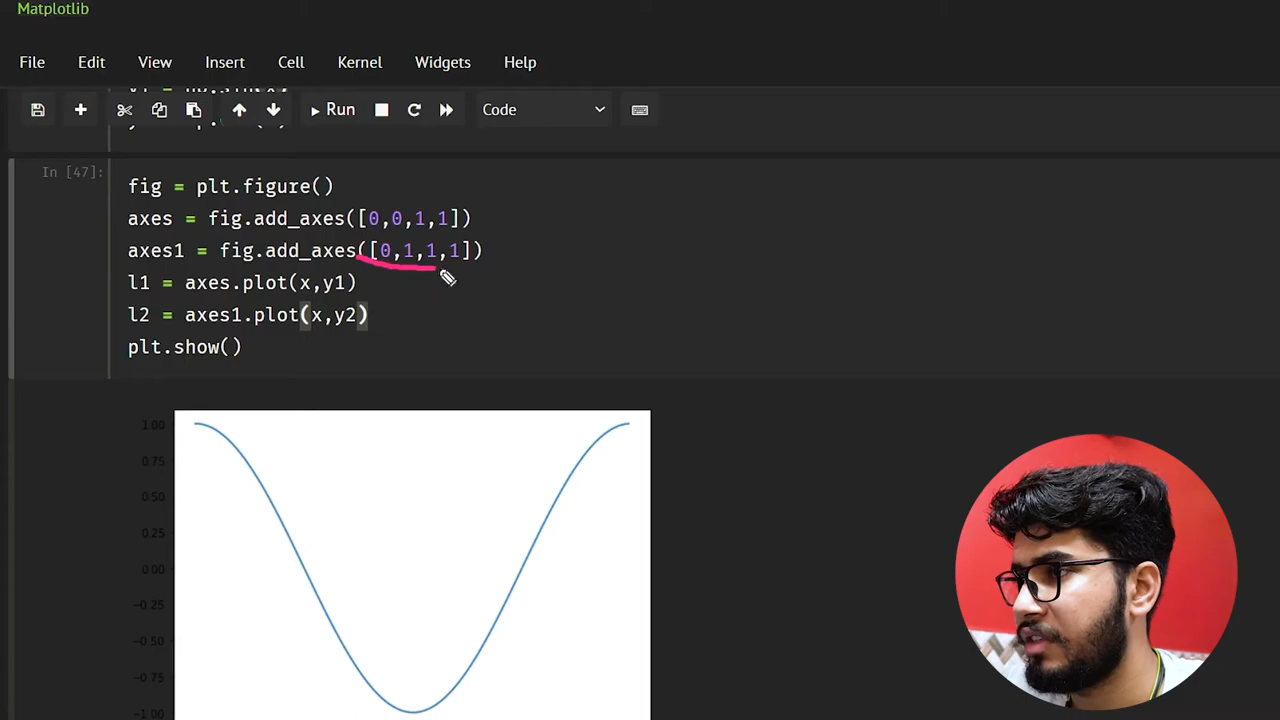 Matplotlib
File Edit View Insert Cell Kernel Widgets Help
Run Code
In [47]:
fig = plt.figure()
axes = fig.add_axes([0,0,1,1])
axes1 = fig.add_axes([0,1,1,1])
l1 = axes.plot(x,y1)
l2 = axes1.plot(x,y2)
plt.show()
1.00
0.75
0.50
0.25
0.00
−0.25
−0.50
−0.75
−1.00